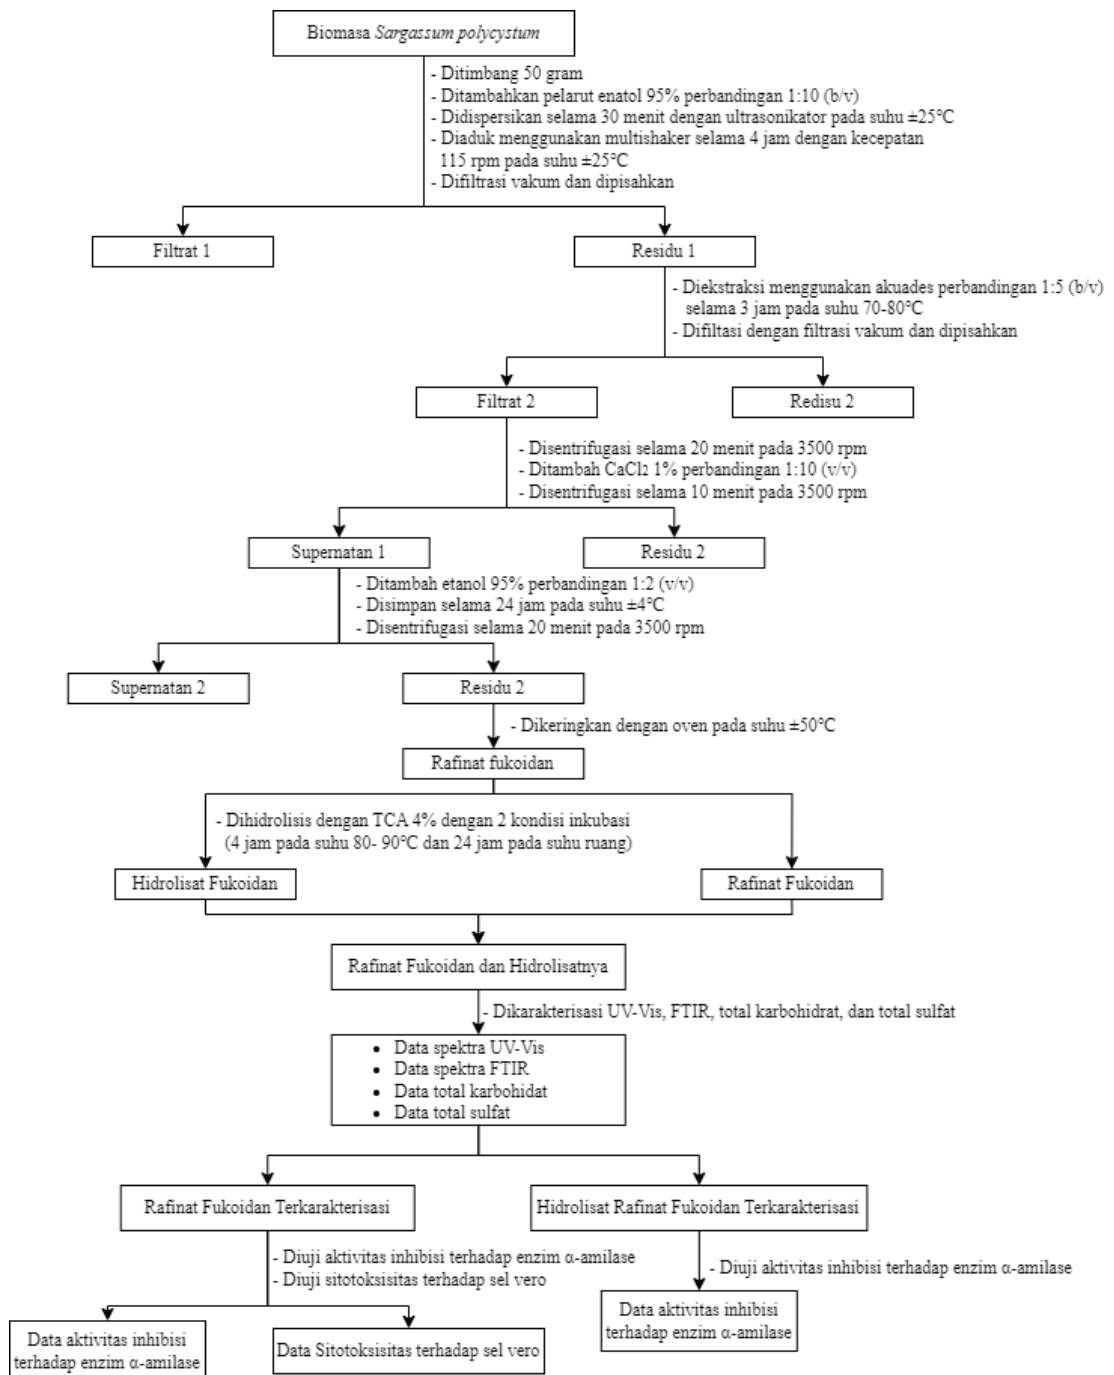 Biomasa Sargassum polycystum
- Ditimbang 50 gram
- Ditambahkan pelarut enatol 95% perbandingan 1:10 (b/v)
- Didispersikan selama 30 menit dengan ultrasonikator pada suhu ±25℃
- Diaduk menggunakan multishaker selama 4 jam dengan kecepatan
115 rpm pada suhu ±25℃
- Difiltrasi vakum dan dipisahkan
Filtrat 1
Residu 1
- Diekstraksi menggunakan akuades perbandingan 1:5 (b/v)
selama 3 jam pada suhu 70-80℃
- Difiltasi dengan filtrasi vakum dan dipisahkan
Filtrat 2
Redisu 2
- Disentrifugasi selama 20 menit pada 3500 rpm
- Ditambah CaCl2 1% perbandingan 1:10 (v/v)
- Disentrifugasi selama 10 menit pada 3500 rpm
Supernatan 1
Residu 2
- Ditambah etanol 95% perbandingan 1:2 (v/v)
- Disimpan selama 24 jam pada suhu ±4℃
- Disentrifugasi selama 20 menit pada 3500 rpm
Supernatan 2
Residu 2
- Dikeringkan dengan oven pada suhu ±50℃
Rafinat fukoidan
- Dihidrolisis dengan TCA 4% dengan 2 kondisi inkubasi
(4 jam pada suhu 80- 90℃ dan 24 jam pada suhu ruang)
Hidrolisat Fukoidan
Rafinat Fukoidan
Rafinat Fukoidan dan Hidrolisatnya
- Dikarakterisasi UV-Vis, FTIR, total karbohidrat, dan total sulfat
• Data spektra UV-Vis
• Data spektra FTIR
• Data total karbohidat
• Data total sulfat
Rafinat Fukoidan Terkarakterisasi
Hidrolisat Rafinat Fukoidan Terkarakterisasi
- Diuji aktivitas inhibisi terhadap enzim α-amilase
- Diuji sitotoksisitas terhadap sel vero
- Diuji aktivitas inhibisi terhadap enzim α-amilase
Data aktivitas inhibisi
terhadap enzim α-amilase
Data Sitotoksisitas terhadap sel vero
Data aktivitas inhibisi
terhadap enzim α-amilase